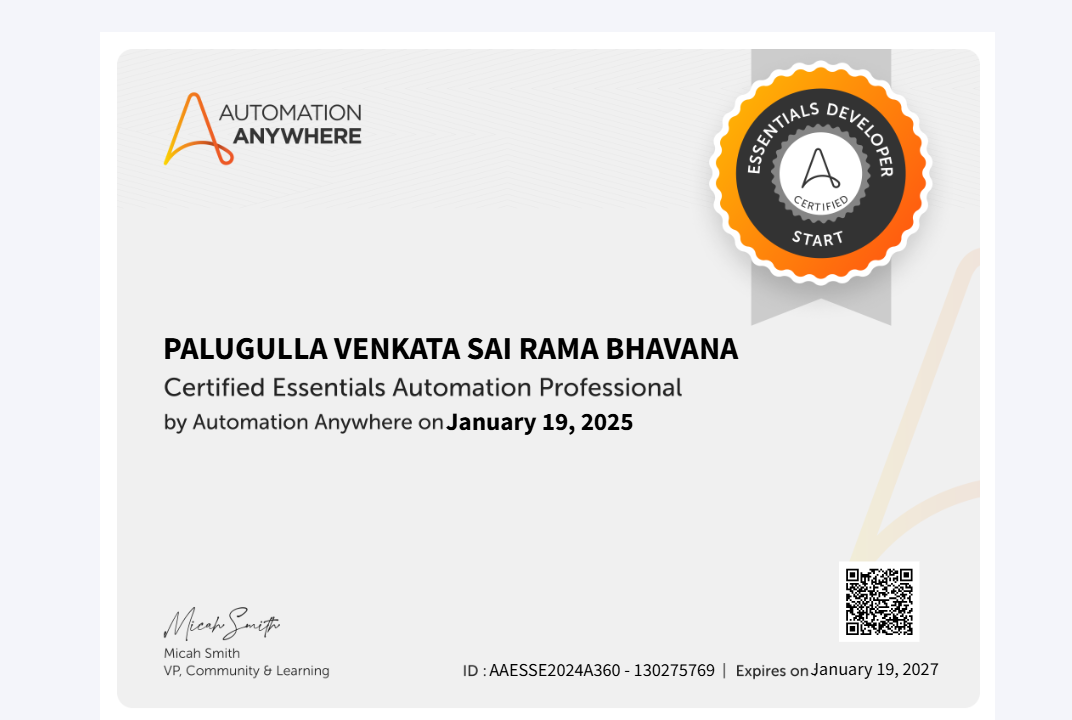 AUTOMATION
ANYWHERE
ESSENTIALS DEVELOPER
CERTIFIED
START
PALUGULLA VENKATA SAI RAMA BHAVANA
Certified Essentials Automation Professional
by Automation Anywhere on January 19, 2025
Micah Smith
Micah Smith
VP, Community & Learning
ID : AAESSE2024A360 - 130275769 | Expires on January 19, 2027